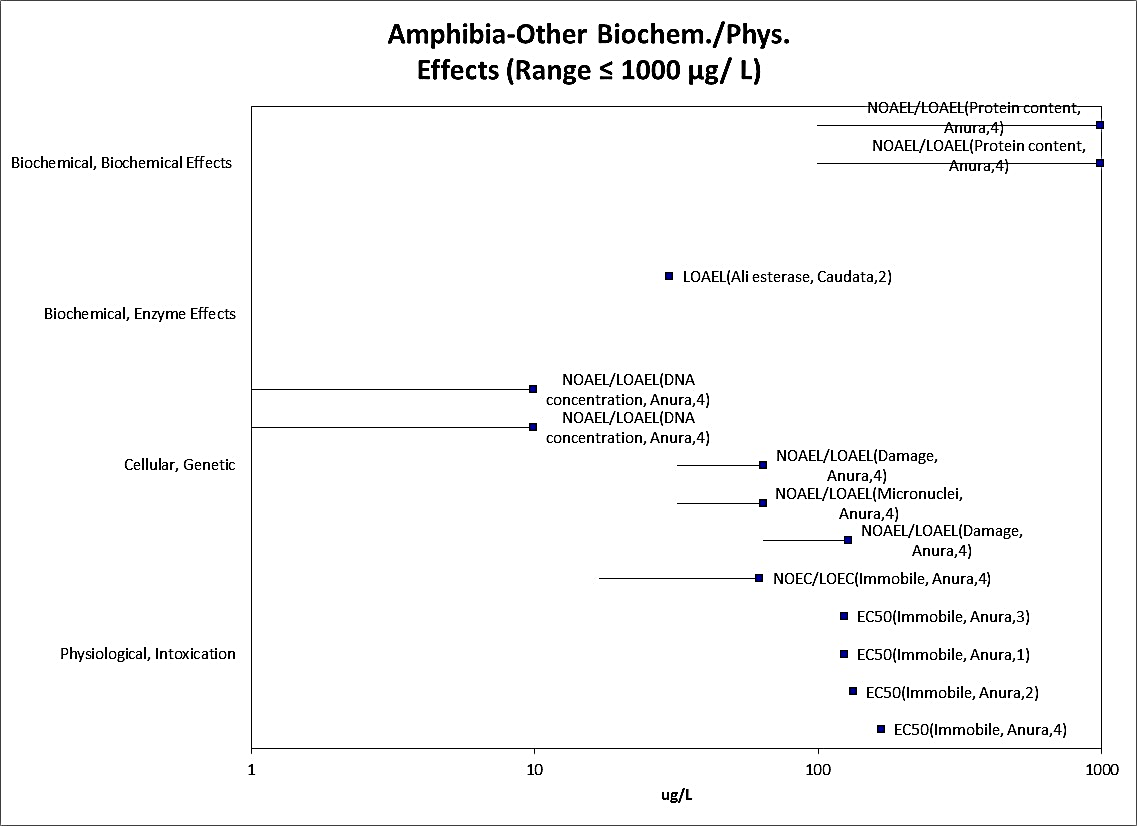 Amphibia-Other Biochem./Phys.
Effects (Range ≤ 1000 µg/ L)
NOAEL/LOAEL(Protein content,
Anura,4)
NOAEL/LOAEL(Protein content,
Anura,4)
Biochemical, Biochemical Effects
LOAEL(Ali esterase, Caudata,2)
Biochemical, Enzyme Effects
NOAEL/LOAEL(DNA
concentration, Anura,4)
NOAEL/LOAEL(DNA
concentration, Anura,4)
Cellular, Genetic
NOAEL/LOAEL(Damage,
Anura,4)
NOAEL/LOAEL(Micronuclei,
Anura,4)
NOAEL/LOAEL(Damage,
Anura,4)
NOEC/LOEC(Immobile, Anura,4)
EC50(Immobile, Anura,3)
Physiological, Intoxication
EC50(Immobile, Anura,1)
EC50(Immobile, Anura,2)
EC50(Immobile, Anura,4)
1 10 100 1000
ug/L